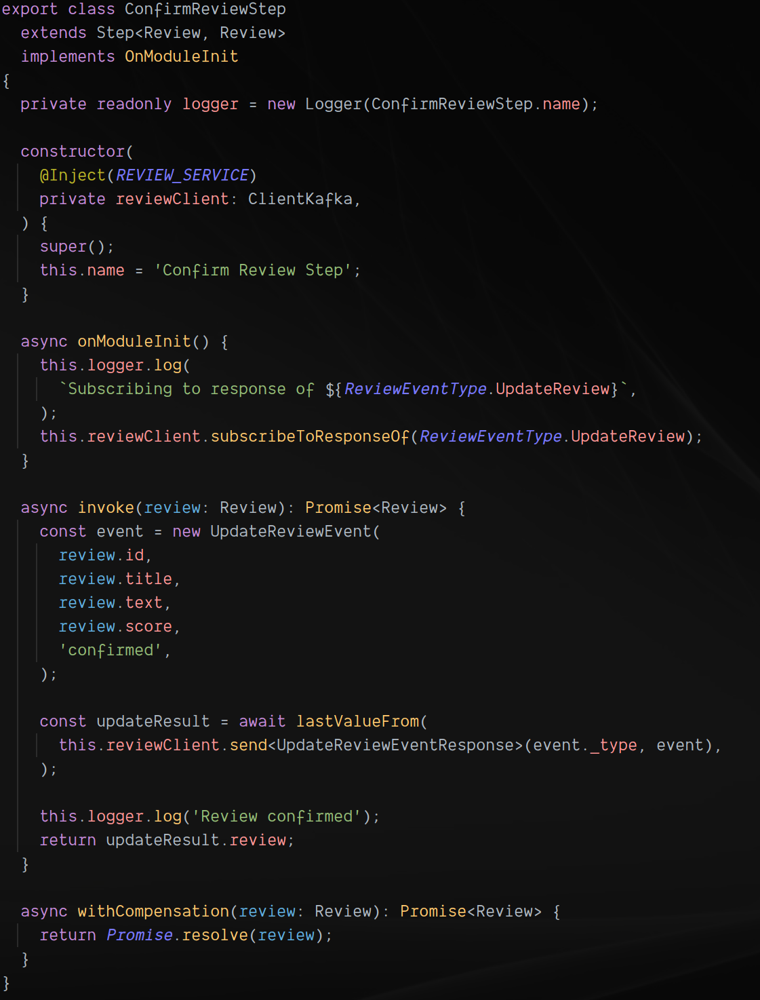 export class ConfirmReviewStep
  extends Step<Review, Review>
  implements OnModuleInit
{
  private readonly logger = new Logger(ConfirmReviewStep.name);

  constructor(
    @Inject(REVIEW_SERVICE)
    private reviewClient: ClientKafka,
  ) {
    super();
    this.name = 'Confirm Review Step';
  }

  async onModuleInit() {
    this.logger.log(
      `Subscribing to response of ${ReviewEventType.UpdateReview}`,
    );
    this.reviewClient.subscribeToResponseOf(ReviewEventType.UpdateReview);
  }

  async invoke(review: Review): Promise<Review> {
    const event = new UpdateReviewEvent(
      review.id,
      review.title,
      review.text,
      review.score,
      'confirmed',
    );

    const updateResult = await lastValueFrom(
      this.reviewClient.send<UpdateReviewEventResponse>(event._type, event),
    );

    this.logger.log('Review confirmed');
    return updateResult.review;
  }

  async withCompensation(review: Review): Promise<Review> {
    return Promise.resolve(review);
  }
}